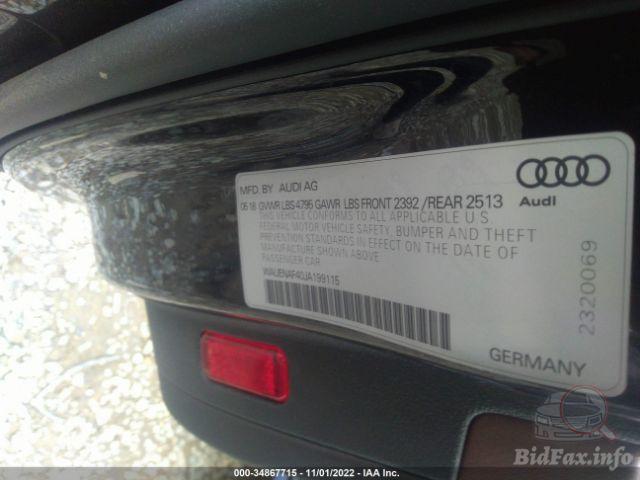 MFD. BY AUDI AG
05 18 GVWR LBS 4795 GAWR LBS FRONT 2392 / REAR 2513
THIS VEHICLE CONFORMS TO ALL APPLICABLE U.S.
FEDERAL MOTOR VEHICLE SAFETY, BUMPER AND THEFT
PREVENTION STANDARDS IN EFFECT ON THE DATE OF
MANUFACTURE SHOWN ABOVE
PASSENGER CAR
WAUENAF40JA199115
Audi
2320069
GERMANY
000-34867715 - 11/01/2022 - IAA Inc.
BidFax.info